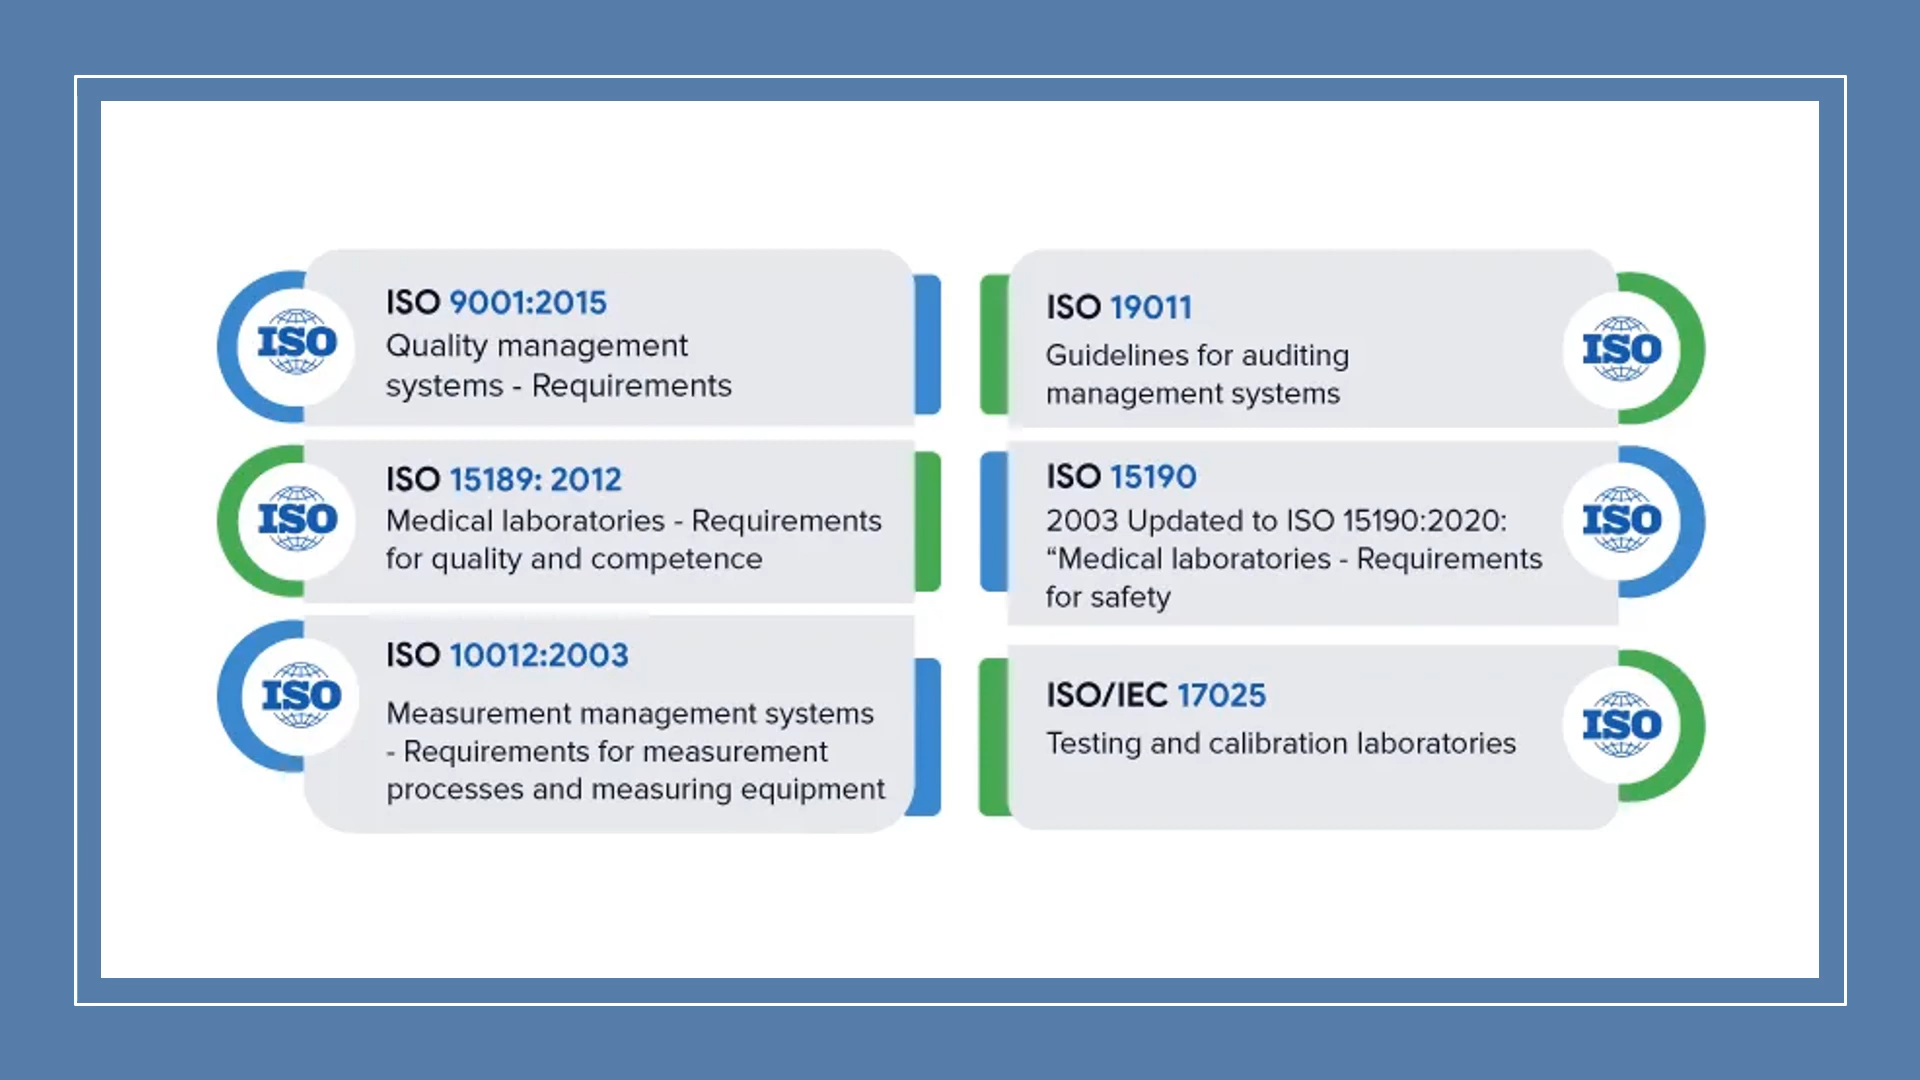 ISO
ISO 9001:2015
Quality management
systems - Requirements
ISO
ISO 15189: 2012
Medical laboratories - Requirements
for quality and competence
ISO
ISO 10012:2003
Measurement management systems
- Requirements for measurement
processes and measuring equipment
ISO 19011
Guidelines for auditing
management systems
ISO
ISO 15190
2003 Updated to ISO 15190:2020:
“Medical laboratories - Requirements
for safety
ISO
ISO/IEC 17025
Testing and calibration laboratories
ISO